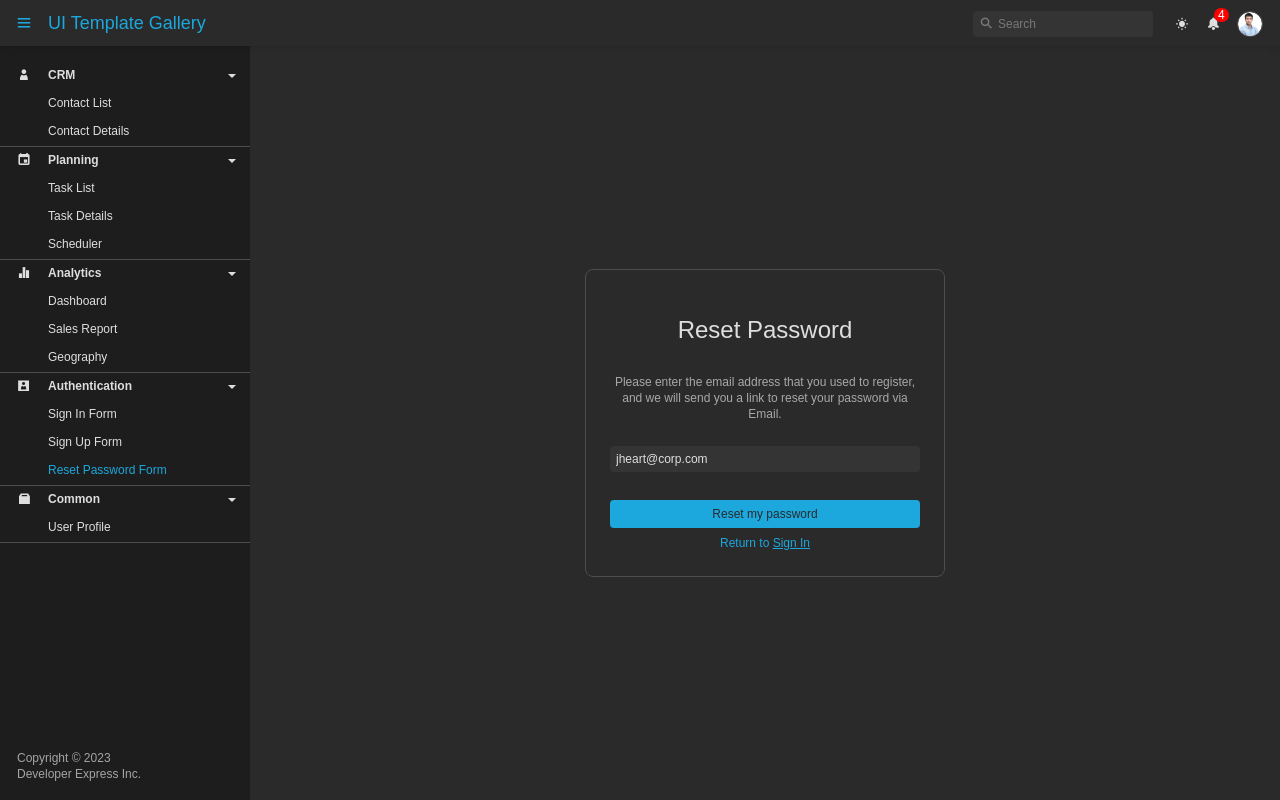 UI Template Gallery
Search
4
CRM
Contact List
Contact Details
Planning
Task List
Task Details
Scheduler
Analytics
Dashboard
Sales Report
Geography
Authentication
Sign In Form
Sign Up Form
Reset Password Form
Common
User Profile
Copyright © 2023
Developer Express Inc.
Reset Password
Please enter the email address that you used to register,
and we will send you a link to reset your password via
Email.
jheart@corp.com
Reset my password
Return to Sign In